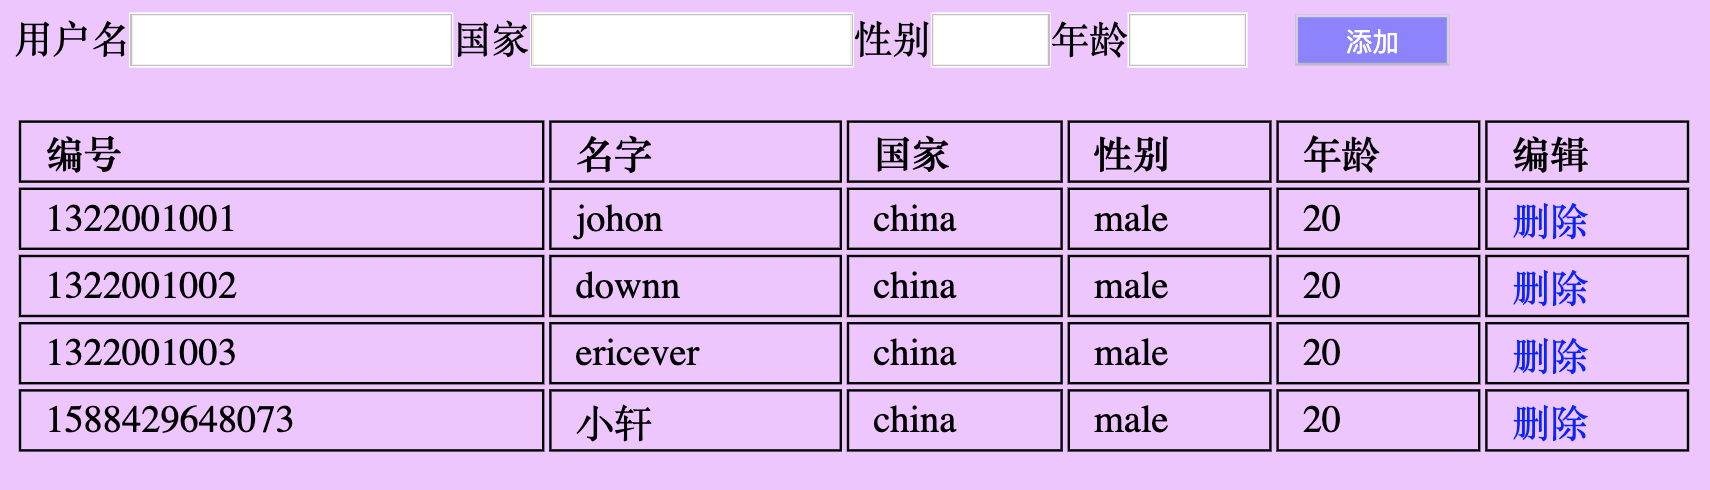 用户名 国家 性别 年龄 添加
编号 名字 国家 性别 年龄 编辑
1322001001 johon china male 20 删除
1322001002 downn china male 20 删除
1322001003 ericever china male 20 删除
1588429648073 小轩 china male 20 删除